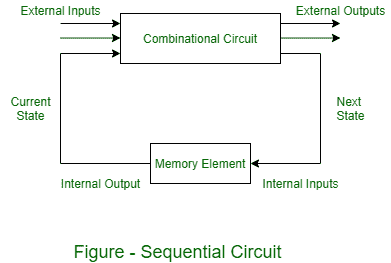 External Inputs
External Outputs
Combinational Circuit
Current
State
Next
State
Memory Element
Internal Output
Internal Inputs
Figure - Sequential Circuit